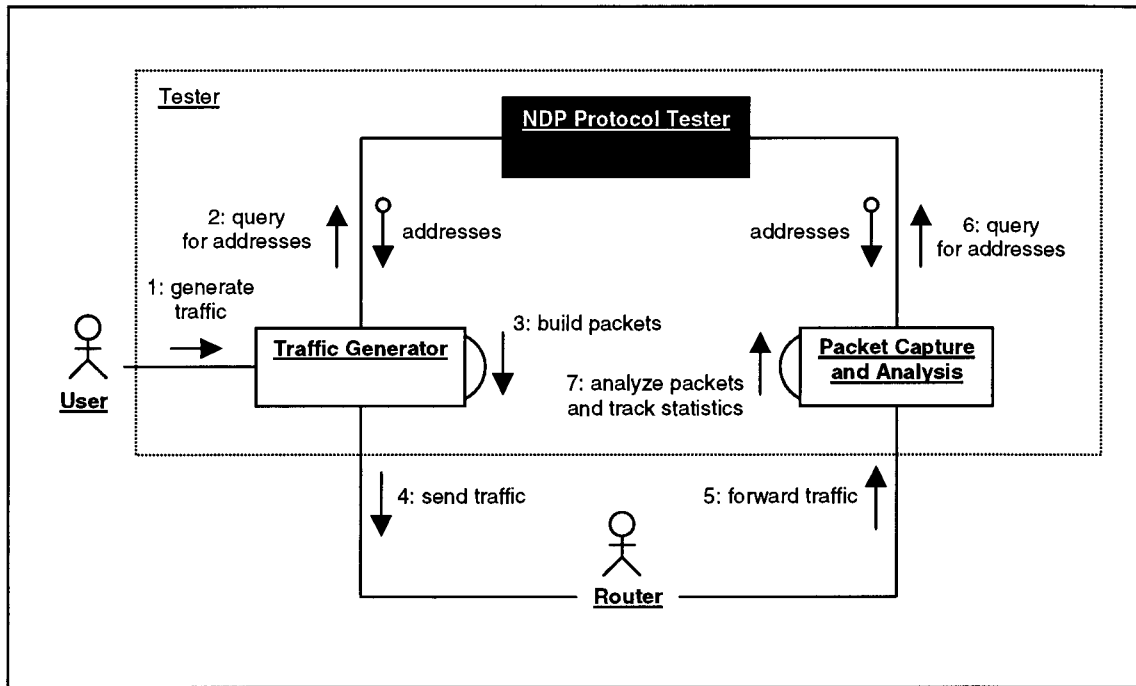 Tester
NDP Protocol Tester
2: query
for addresses
addresses
addresses
6: query
for addresses
1: generate
traffic
Traffic Generator
3: build packets
Packet Capture
and Analysis
7: analyze packets
and track statistics
User
4: send traffic
5: forward traffic
Router